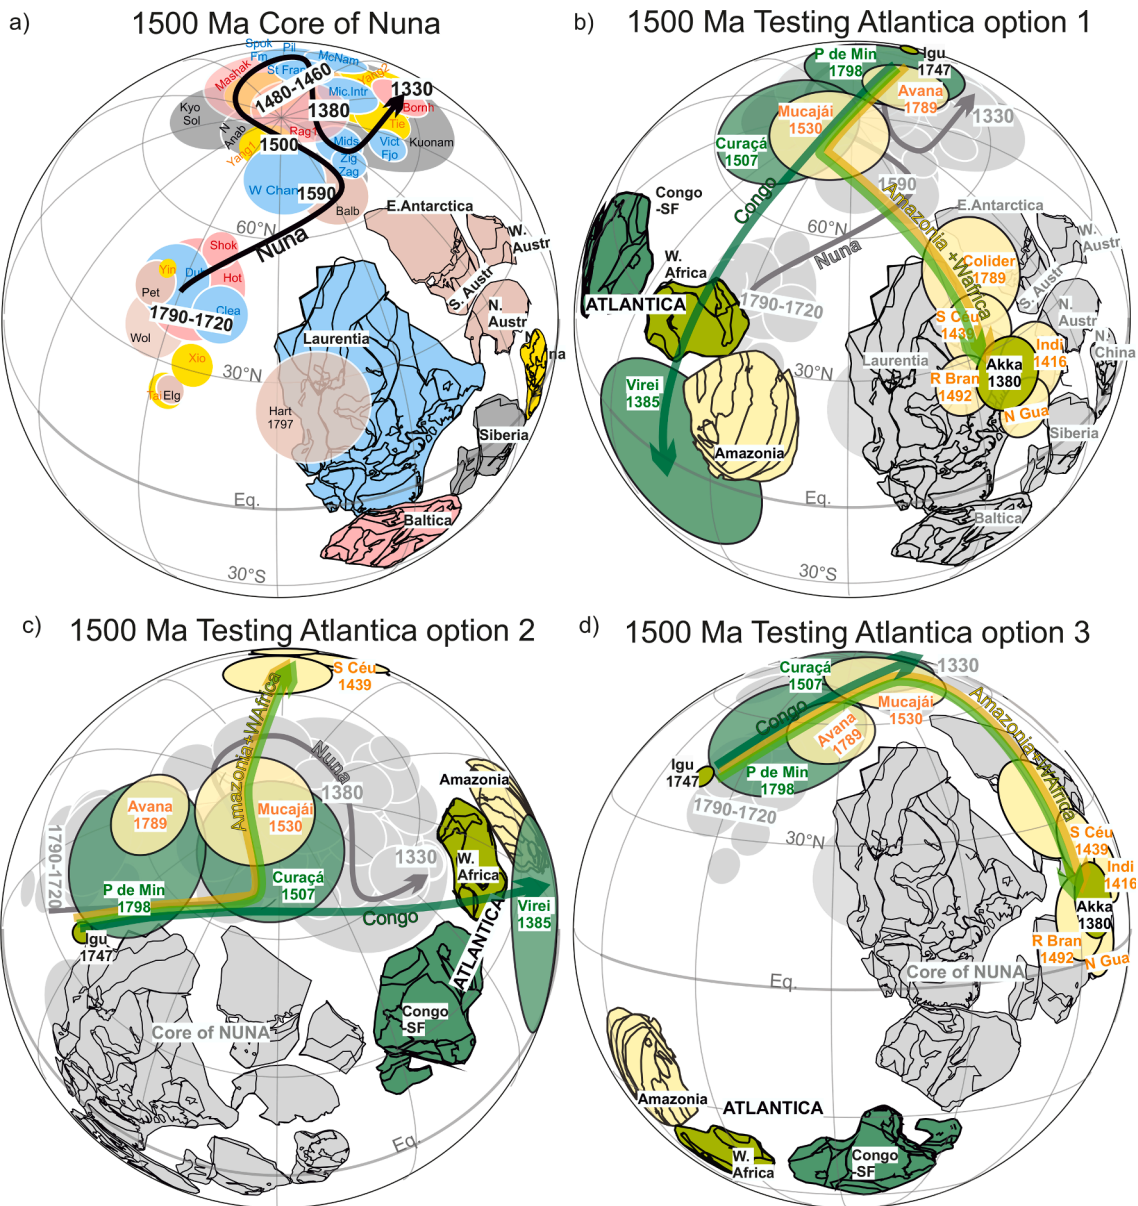 a)
1500 Ma Core of Nuna
Spok
Fm
Pil
McNam
Mashak
St Fran
Yang2
1480-1460
Mic.Intr
1330
Bornh
Kyo
Sol
N
Anab
1380
Tie
Rag1
Yang1
1500
Mids
Vict
Fjo
Kuonam
Zig
Zag
W Chan
1590
Balb
E.Antarctica
60°N
Nuna
W.
Austr
Shok
Yin
Dub
Hot
Pet
S. Austr
Clea
1790-1720
N.
Austr
Wol
Laurentia
na
Xio
30°N
Elg
Hart
1797
Siberia
Eq.
Baltica
30°S
b)
1500 Ma Testing Atlantica option 1
P de Min
1798
Igu
1747
Avana
1789
Mucajái
1530
1330
Curaçá
1507
1590
Congo
-SF
Congo
Amazonia +Wafrica
E.Antarctica
60°N
W.
Austr
W.
Africa
Nuna
Colider
1789
S. Austr
ATLANTICA
1790-1720
S Céu
1439
N.
Austr
Indi
1416
N.
China
Laurentia
Akka
1380
30°N
R Bran
1492
Virei
1385
N Gua
Siberia
Amazonia
Eq.
Baltica
30°S
c)
1500 Ma Testing Atlantica option 2
S Céu
1439
Amazonia+WAfrica
Nuna
Amazonia
1380
Avana
1789
Mucajái
1530
1790-1720
1330
W.
Africa
P de Min
1798
Curaçá
1507
Congo
Virei
1385
Igu
1747
ATLANTICA
Congo
-SF
Core of NUNA
Eq.
d)
1500 Ma Testing Atlantica option 3
Curaçá
1507
1330
Mucajái
1530
Congo
Avana
1789
Amazonia +WAfrica
Igu
1747
P de Min
1798
1790-1720
30°N
S Céu
1439
Indi
1416
Akka
1380
R Bran
1492
N Gua
Core of NUNA
Eq.
Amazonia
ATLANTICA
W.
Africa
Congo
-SF